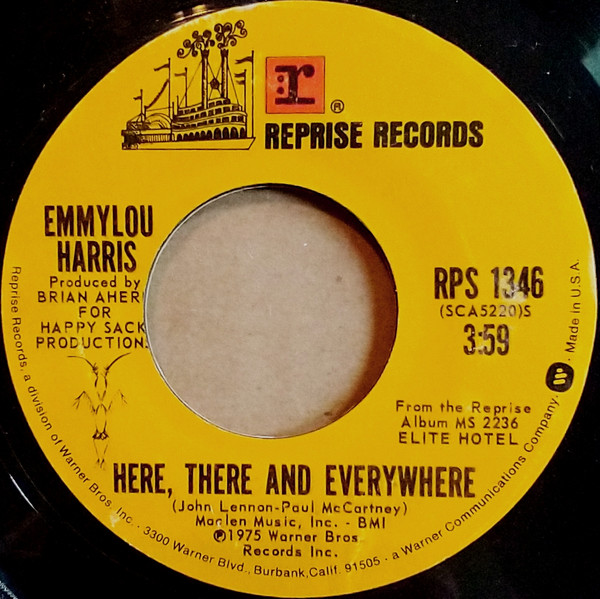 r
®
REPRISE RECORDS
EMMYLOU
HARRIS
Produced by
BRIAN AHER
FOR
HAPPY SACK
PRODUCTION
RPS 1346
(SCA5220)S
3:59
From the Reprise
Album MS 2236
ELITE HOTEL
HERE, THERE AND EVERYWHERE
(John Lennon-Paul McCartney)
Maclen Music, Inc. - BMI
℗1975 Warner Bros.
Records Inc.
Reprise Records, a division of Warner Bros. Inc. · 3300 Warner Blvd., Burbank, Calif. 91505 · a Warner Communications Company. W · Made in U.S.A.